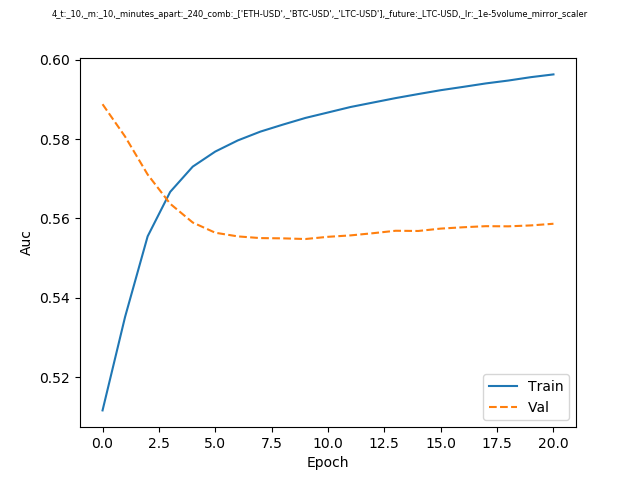 4_t:_10,_m:_10,_minutes_apart:_240_comb:_['ETH-USD',_'BTC-USD',_'LTC-USD'],_future:_LTC-USD,_lr:_1e-5volume_mirror_scaler
0.60
0.58
0.56
0.54
0.52
Auc
Train
Val
0.0 2.5 5.0 7.5 10.0 12.5 15.0 17.5 20.0
Epoch